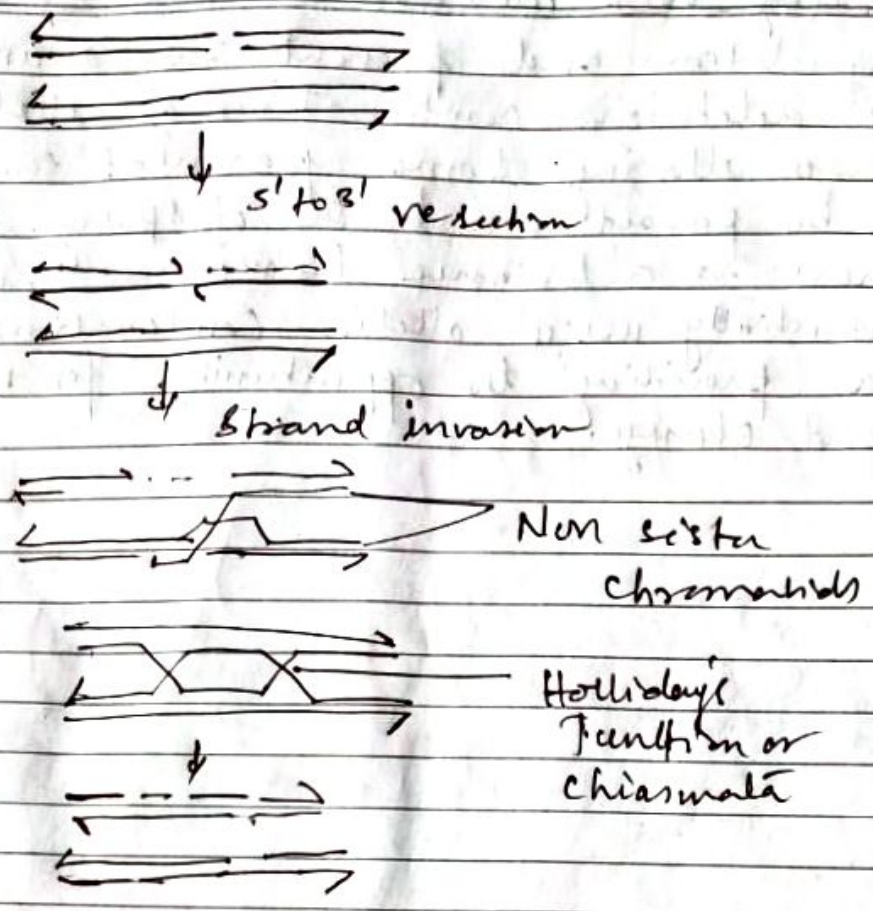 5' to 3' resection
Strand invasion
Non sister
Chromatids
Holliday's
Junction or
Chiasmata